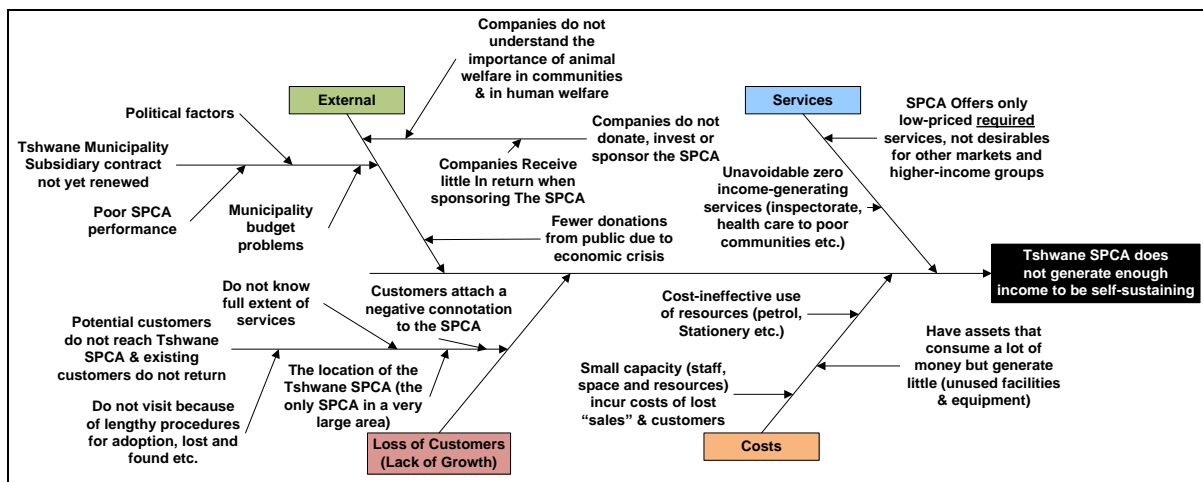 Companies do not
understand the
importance of animal
welfare in communities
& in human welfare
External
Services
Political factors
SPCA Offers only
low-priced required
services, not desirables
for other markets and
higher-income groups
Companies do not
donate, invest or
sponsor the SPCA
Tshwane Municipality
Subsidiary contract
not yet renewed
Companies Receive
little In return when
sponsoring The SPCA
Unavoidable zero
income-generating
services (inspectorate,
health care to poor
communities etc.)
Poor SPCA
performance
Municipality
budget
problems
Fewer donations
from public due to
economic crisis
Tshwane SPCA does
not generate enough
income to be self-sustaining
Do not know
full extent of
services
Customers attach a
negative connotation
to the SPCA
Cost-ineffective use
of resources (petrol,
Stationery etc.)
Potential customers
do not reach Tshwane
SPCA & existing
customers do not return
Have assets that
consume a lot of
money but generate
little (unused facilities
& equipment)
The location of the
Tshwane SPCA (the
only SPCA in a very
large area)
Small capacity (staff,
space and resources)
incur costs of lost
“sales” & customers
Do not visit because
of lengthy procedures
for adoption, lost and
found etc.
Loss of Customers
(Lack of Growth)
Costs